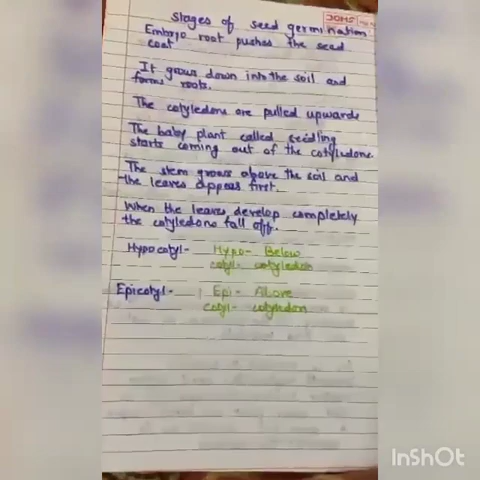 Stages of seed germination
Embryo root pushes the seed
coat
It grows down into the soil and
forms roots.
The cotyledons are pulled upwards
The baby plant called seedling
starts coming out of the cotyledons
The stem grows above the soil and
the leaves appear first.
When the leaves develop completely
the cotyledons fall off.
Hypocotyl- Hypo- Below
cotyl- cotyledon
Epicotyl- Epi- Above
cotyl- cotyledon
InShOt